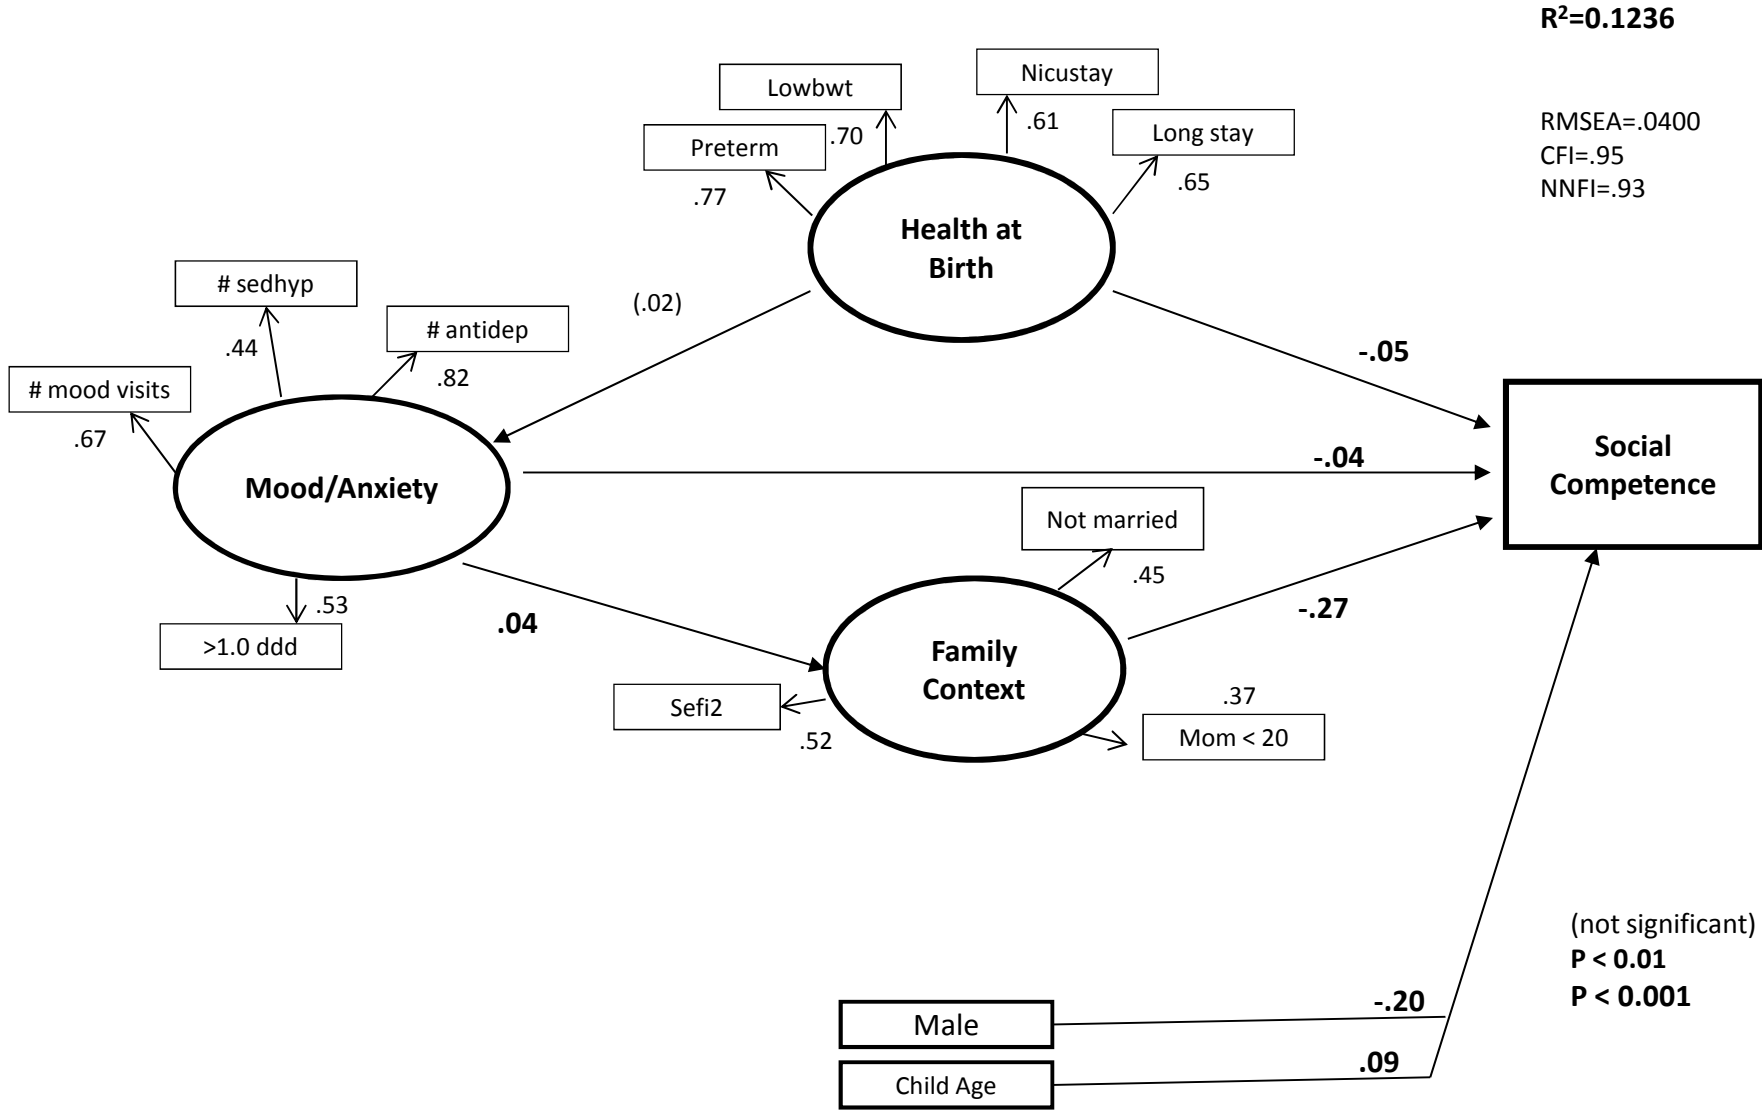 R²=0.1236
Nicustay
Lowbwt
.61
RMSEA=.0400
.70
Long stay
Preterm
CFI=.95
.77
.65
NNFI=.93
Health at
Birth
# sedhyp
(.02)
# antidep
.44
-.05
.82
# mood visits
.67
Social
Competence
-.04
Mood/Anxiety
Not married
.45
.53
-.27
.04
>1.0 ddd
Family
Context
Sefi2
.37
.52
Mom < 20
(not significant)
P < 0.01
P < 0.001
-.20
Male
.09
Child Age